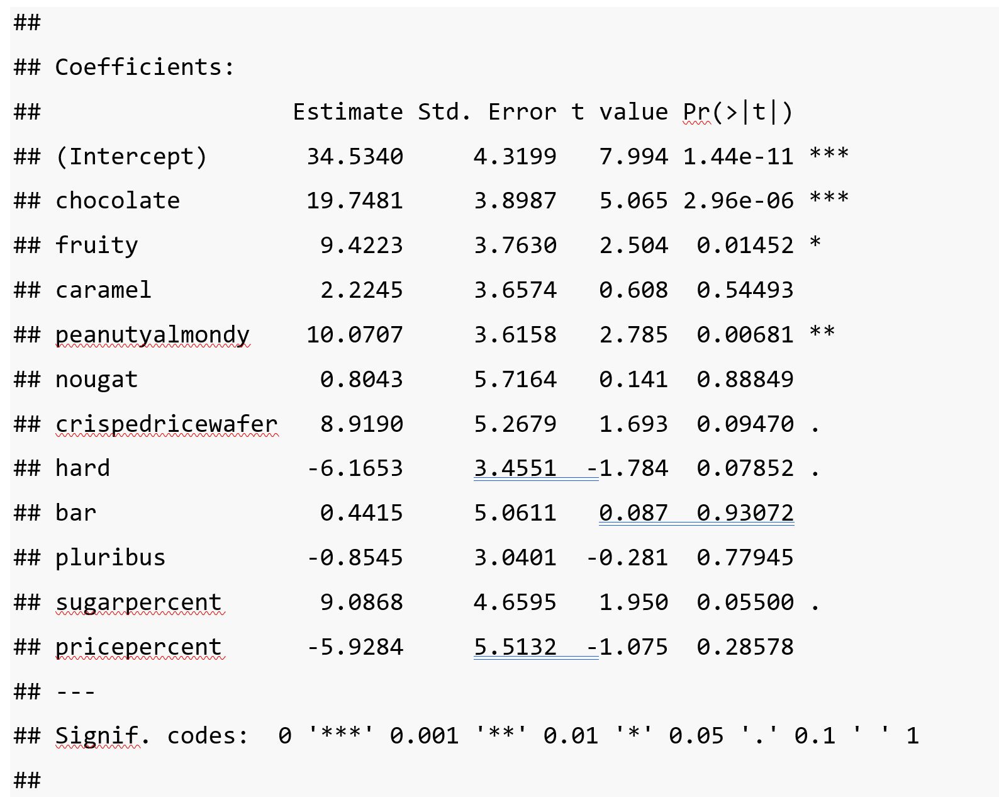 ##
## Coefficients:
##                  Estimate Std. Error t value Pr(>|t|)
## (Intercept)       34.5340     4.3199   7.994 1.44e-11 ***
## chocolate         19.7481     3.8987   5.065 2.96e-06 ***
## fruity             9.4223     3.7630   2.504  0.01452 *
## caramel            2.2245     3.6574   0.608  0.54493
## peanutyalmondy    10.0707     3.6158   2.785  0.00681 **
## nougat             0.8043     5.7164   0.141  0.88849
## crispedricewafer   8.9190     5.2679   1.693  0.09470 .
## hard              -6.1653     3.4551  -1.784  0.07852 .
## bar                0.4415     5.0611   0.087  0.93072
## pluribus          -0.8545     3.0401  -0.281  0.77945
## sugarpercent       9.0868     4.6595   1.950  0.05500 .
## pricepercent      -5.9284     5.5132  -1.075  0.28578
## ---
## Signif. codes:  0 '***' 0.001 '**' 0.01 '*' 0.05 '.' 0.1 ' ' 1
##